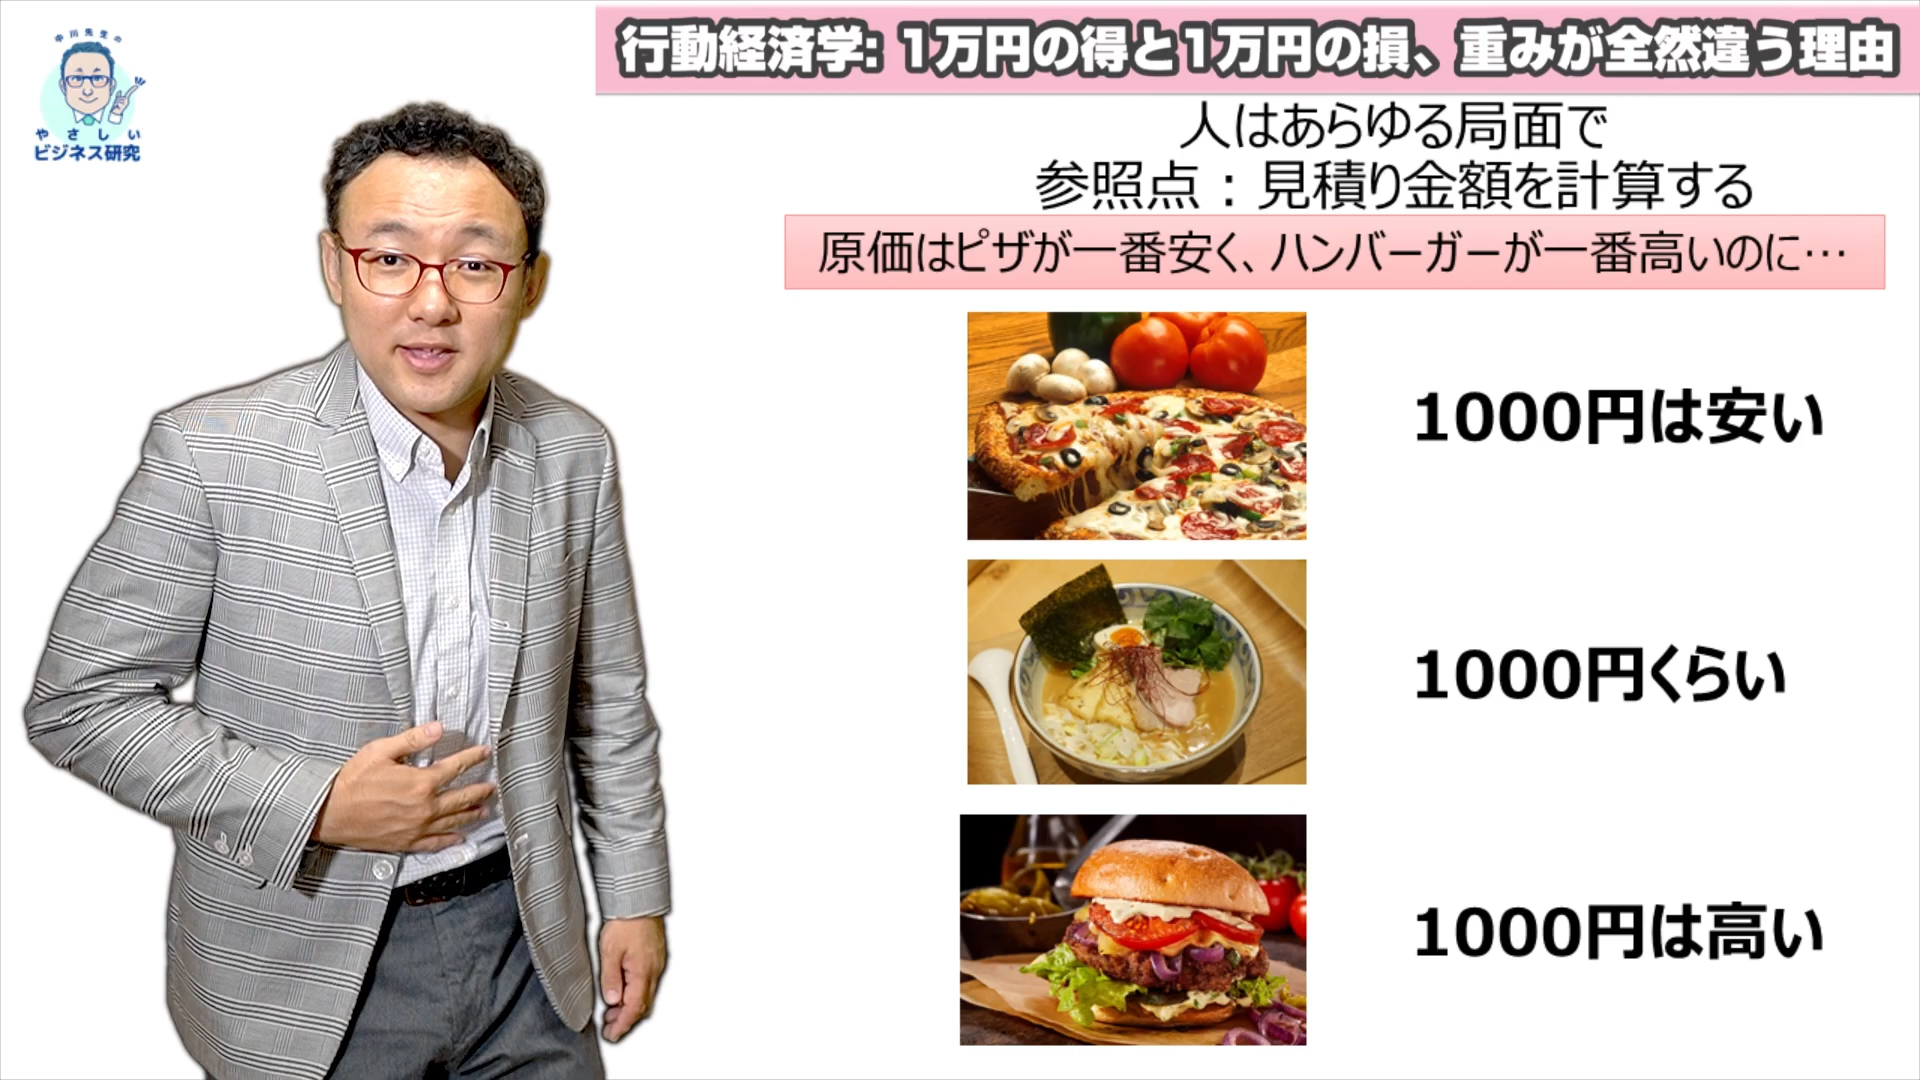 中川先生の
やさしい
ビジネス研究
行動経済学: 1万円の得と1万円の損、重みが全然違う理由
人はあらゆる局面で
参照点：見積り金額を計算する
原価はピザが一番安く、ハンバーガーが一番高いのに…
1000円は安い
1000円くらい
1000円は高い